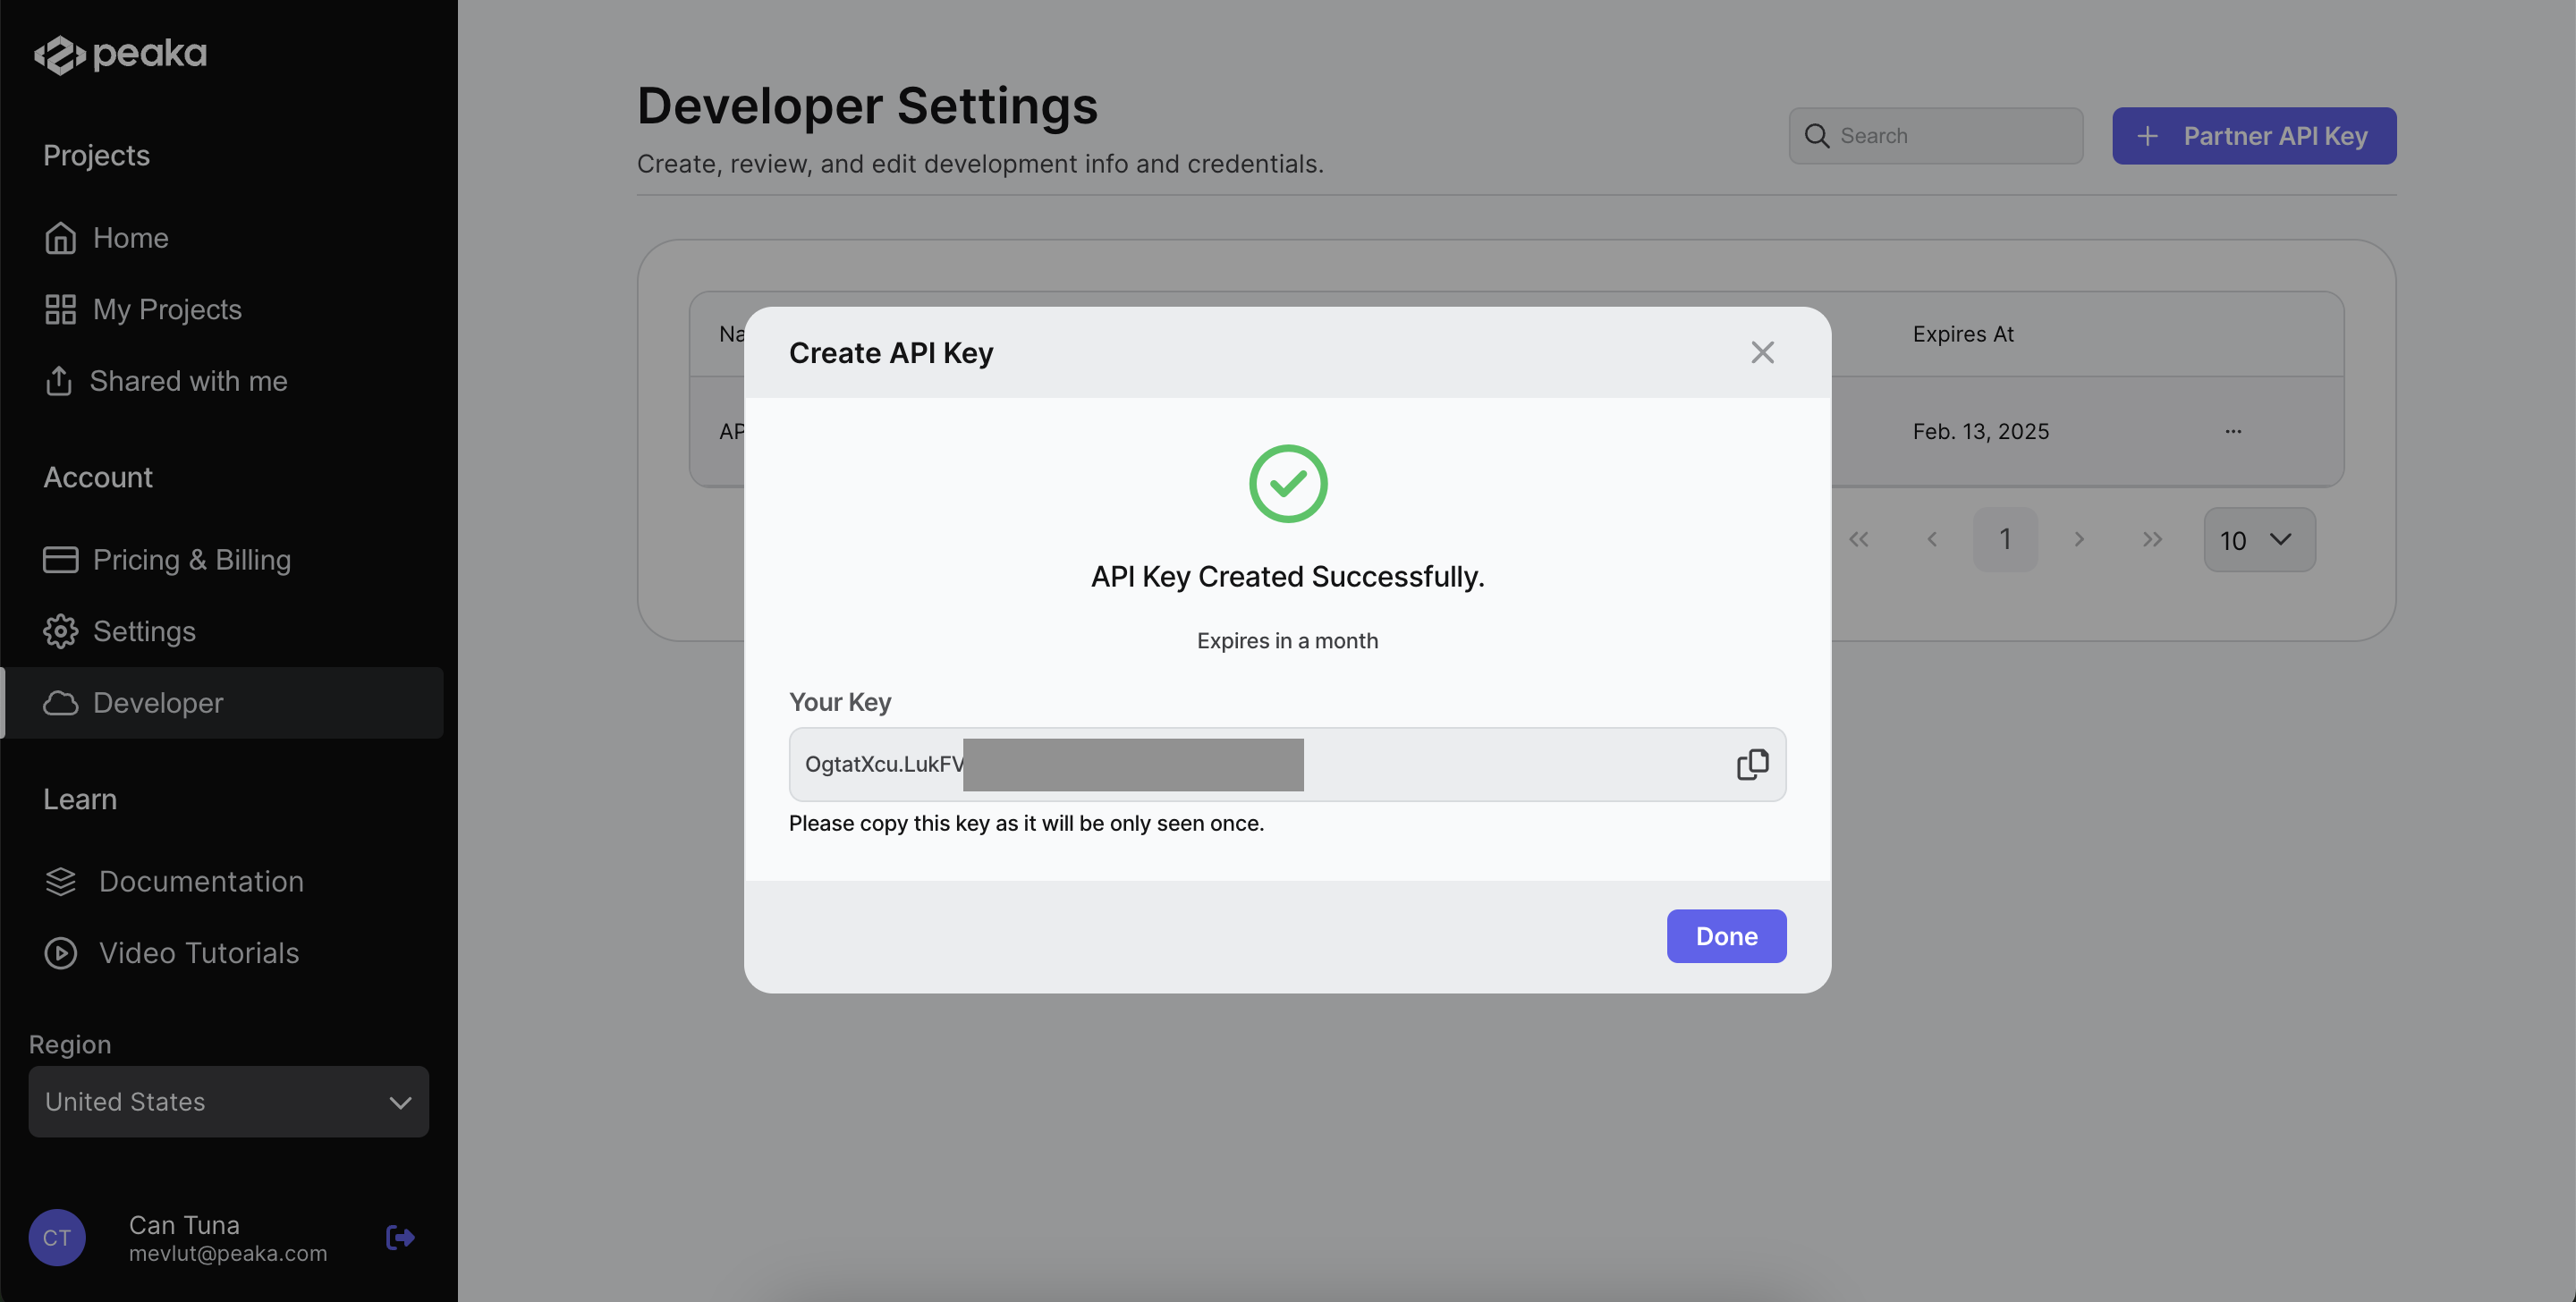 peaka
Projects
Home
My Projects
Shared with me
Account
Pricing & Billing
Settings
Developer
Learn
Documentation
Video Tutorials
Region
United States
CT
Can Tuna
mevlut@peaka.com
Developer Settings
Create, review, and edit development info and credentials.
Search
+ Partner API Key
Na
Expires At
AP
Feb. 13, 2025
...
1
10
Create API Key
API Key Created Successfully.
Expires in a month
Your Key
OgtatXcu.LukFV
Please copy this key as it will be only seen once.
Done